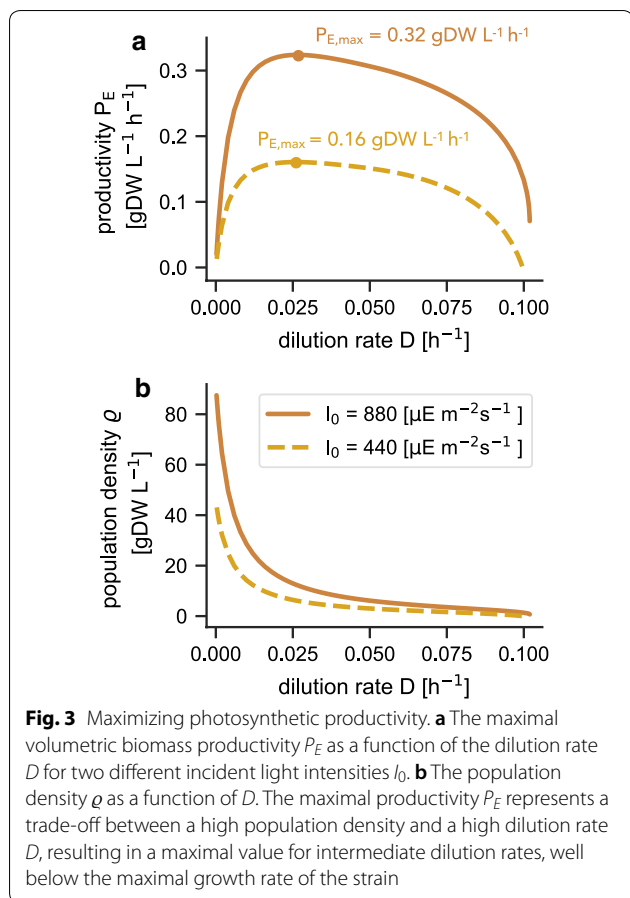 a
P_E,max = 0.32 gDW L⁻¹ h⁻¹
P_E,max = 0.16 gDW L⁻¹ h⁻¹
productivity P_E
[gDW L⁻¹ h⁻¹]
0.3
0.2
0.1
0.0
0.000 0.025 0.050 0.075 0.100
dilution rate D [h⁻¹]
b
I₀ = 880 [μE m⁻²s⁻¹ ]
I₀ = 440 [μE m⁻²s⁻¹ ]
population density ϱ
[gDW L⁻¹]
80
60
40
20
0
0.000 0.025 0.050 0.075 0.100
dilution rate D [h⁻¹]
Fig. 3 Maximizing photosynthetic productivity. a The maximal
volumetric biomass productivity P_E as a function of the dilution rate
D for two different incident light intensities I₀. b The population
density ϱ as a function of D. The maximal productivity P_E represents a
trade-off between a high population density and a high dilution rate
D, resulting in a maximal value for intermediate dilution rates, well
below the maximal growth rate of the strain